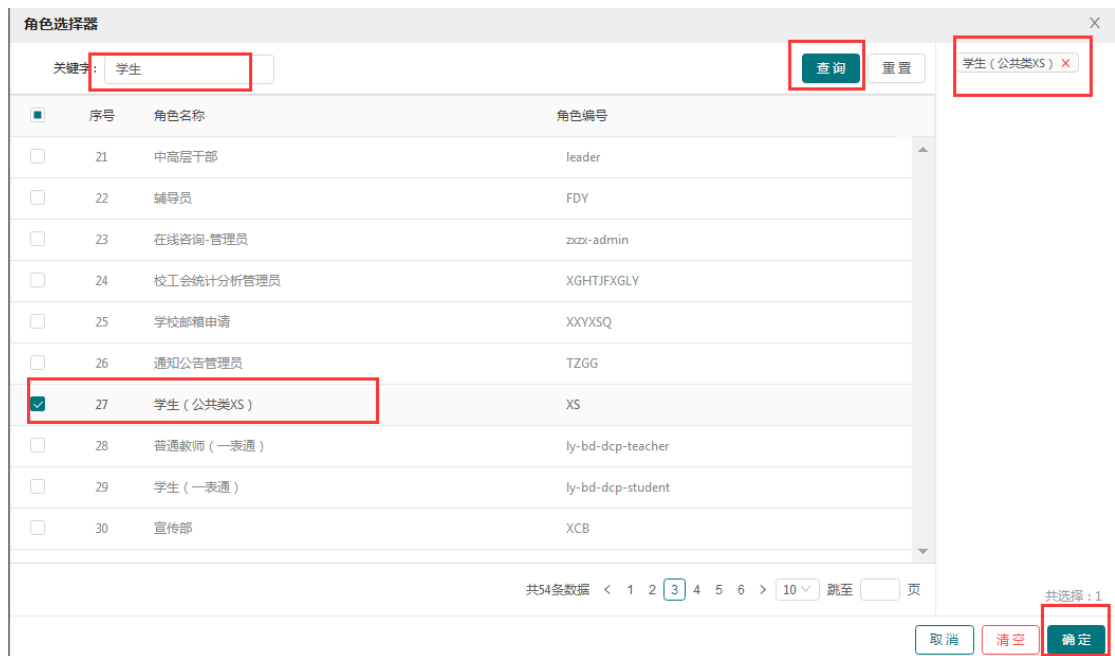 角色选择器
关键字: 学生 查询 重置 学生（公共类XS）
序号 角色名称 角色编号
21 中高层干部 leader
22 辅导员 FDY
23 在线咨询-管理员 zxzx-admin
24 校工会统计分析管理员 XGHTJFXGLY
25 学校邮箱申请 XXYXSQ
26 通知公告管理员 TZGG
27 学生（公共类XS） XS
28 普通教师（一表通） ly-bd-dcp-teacher
29 学生（一表通） ly-bd-dcp-student
30 宣传部 XCB
共54条数据 < 1 2 3 4 5 6 > 10 跳至 页
共选择：1
取消 清空 确定